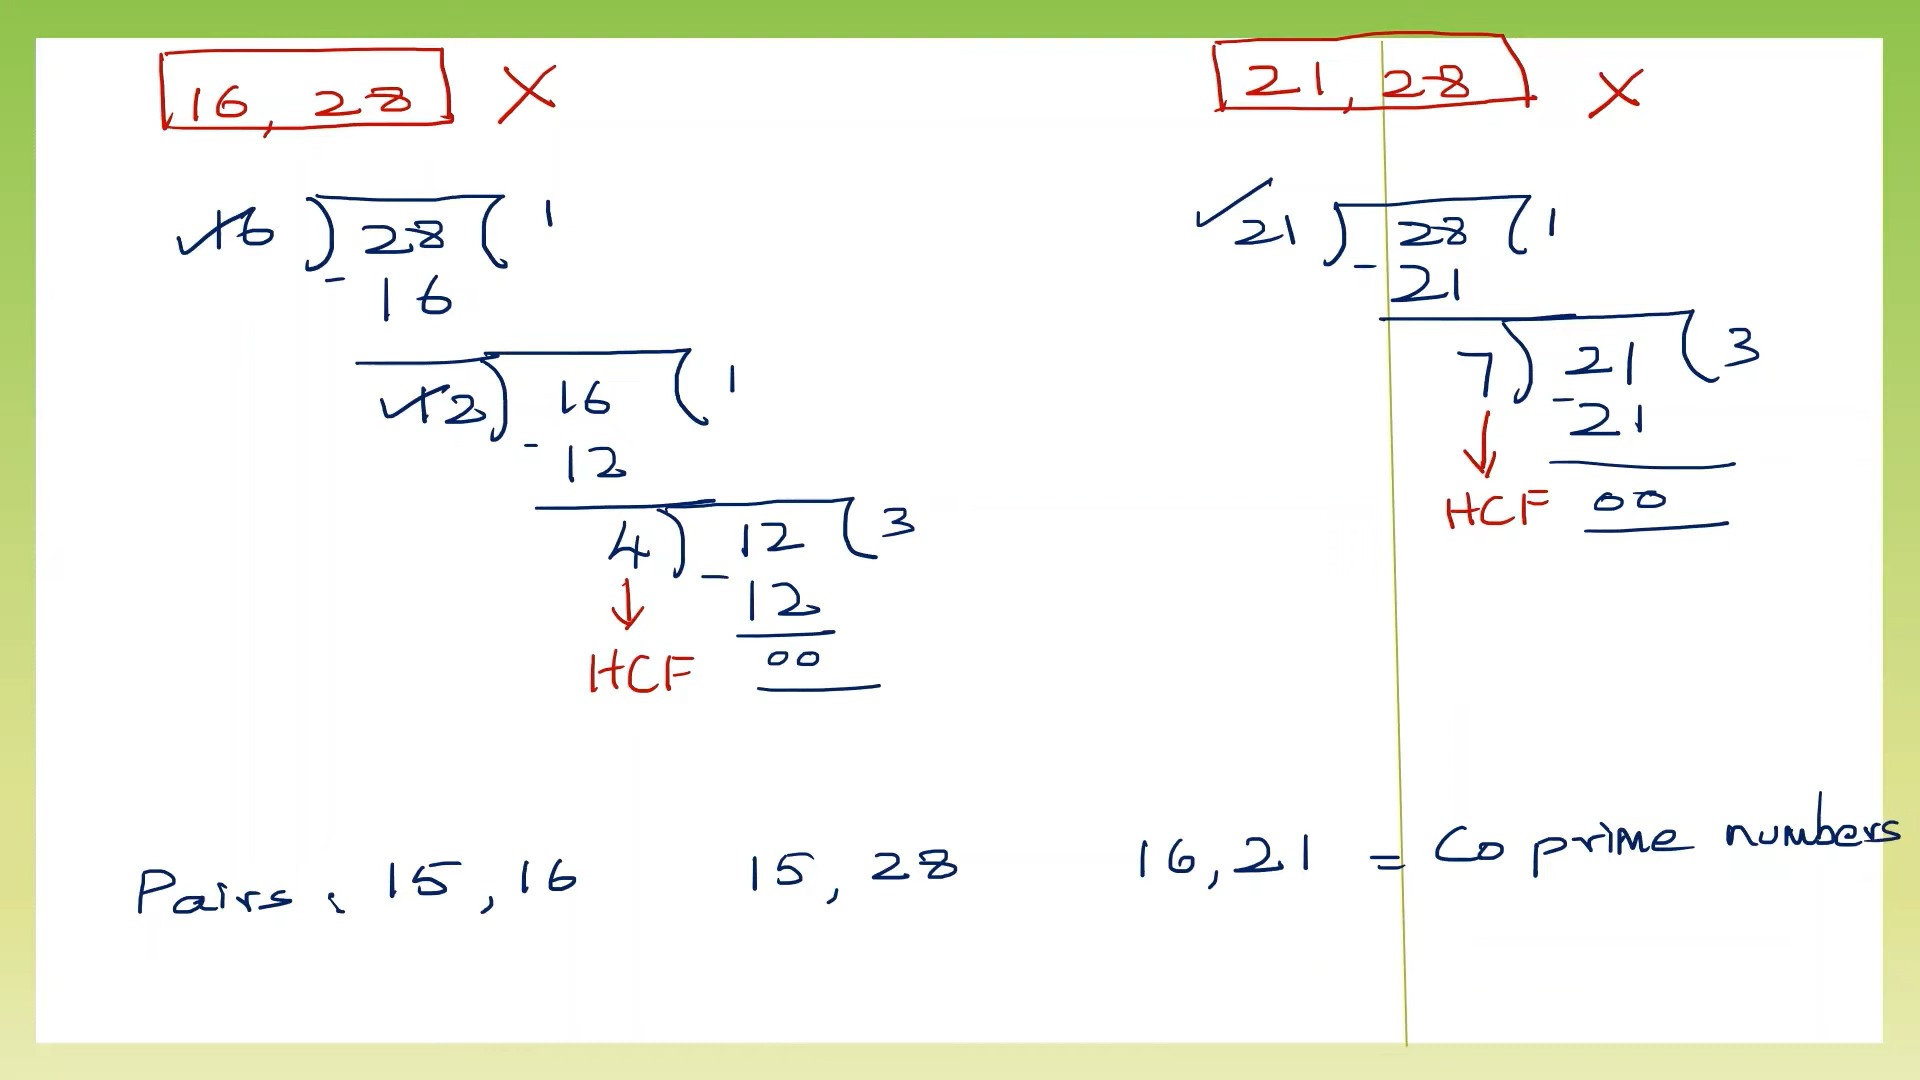 16, 28 X
16 ) 28 ( 1
- 16
12 ) 16 ( 1
- 12
4 ) 12 ( 3
- 12
HCF
00
21, 28 X
21 ) 28 ( 1
- 21
7 ) 21 ( 3
- 21
HCF
00
Pairs : 15, 16 15, 28 16, 21 = Co prime numbers